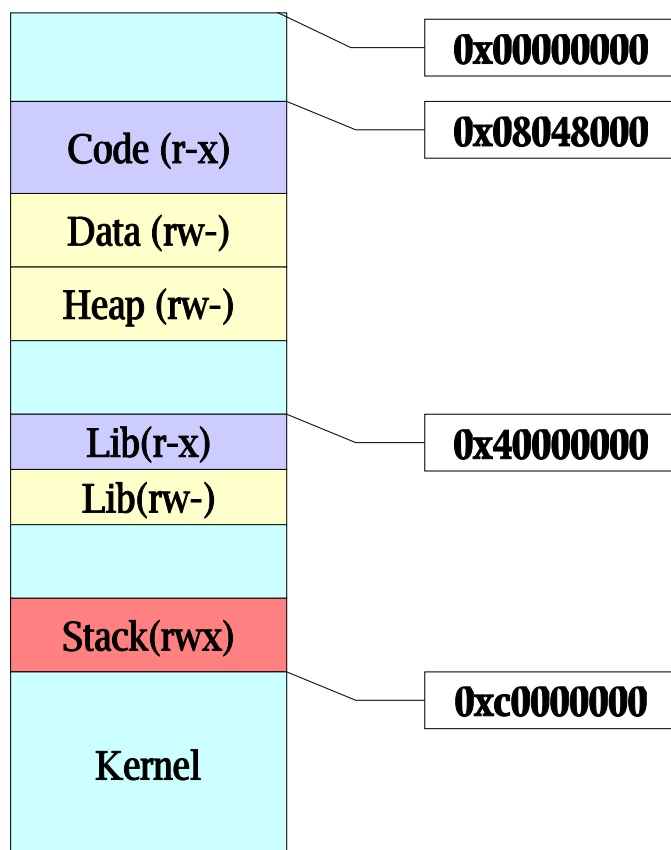 0x00000000
0x08048000
Code (r-x)
Data (rw-)
Heap (rw-)
0x40000000
Lib(r-x)
Lib(rw-)
Stack(rwx)
0xc0000000
Kernel